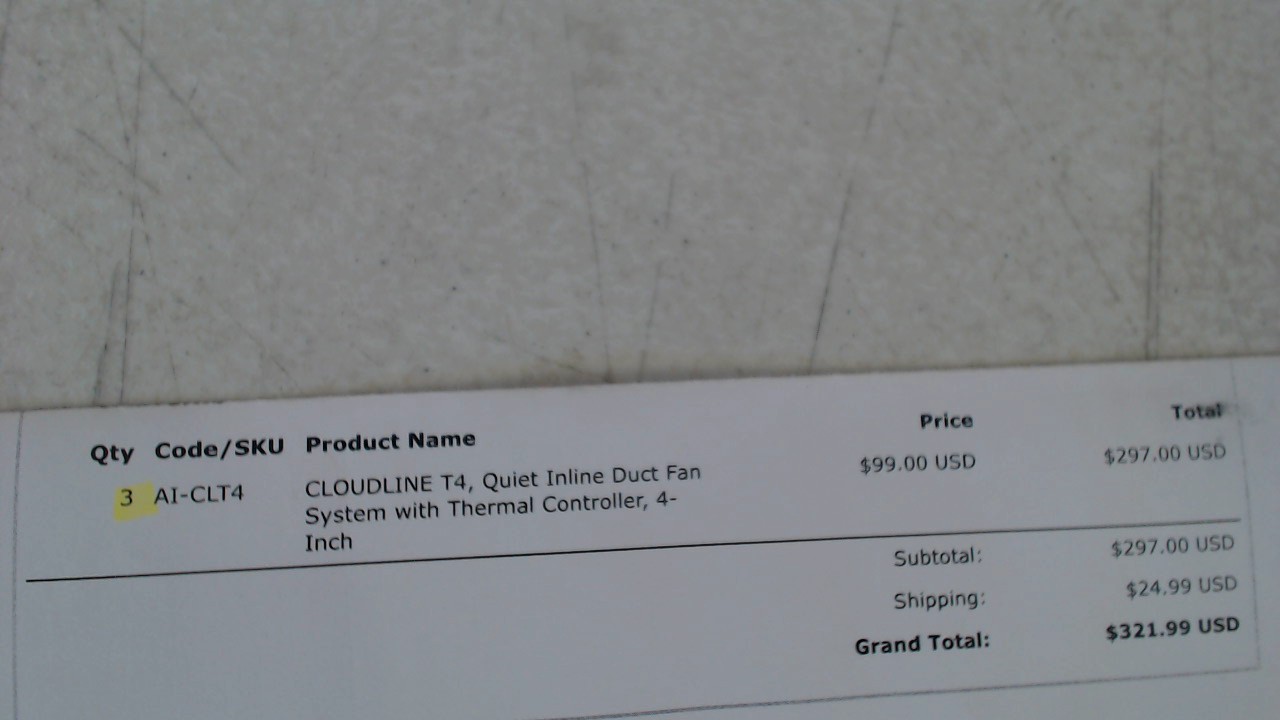 Qty Code/SKU Product Name Price Total
3 AI-CLT4 CLOUDLINE T4, Quiet Inline Duct Fan $99.00 USD $297.00 USD
System with Thermal Controller, 4-
Inch
Subtotal: $297.00 USD
Shipping: $24.99 USD
Grand Total: $321.99 USD